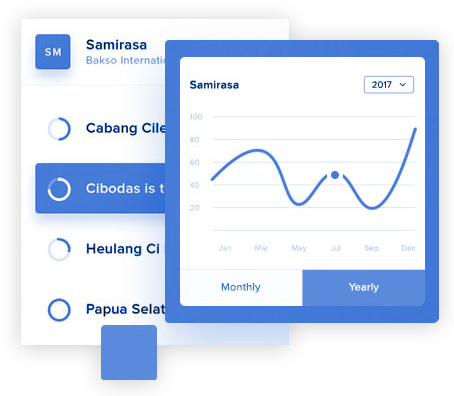 SM
Samirasa
Bakso Internati
Cabang Cile
Cibodas is t
Heulang Ci
Papua Selat
Samirasa
2017
100
80
60
40
20
Jan Mar May Jul Sep Dec
Monthly Yearly